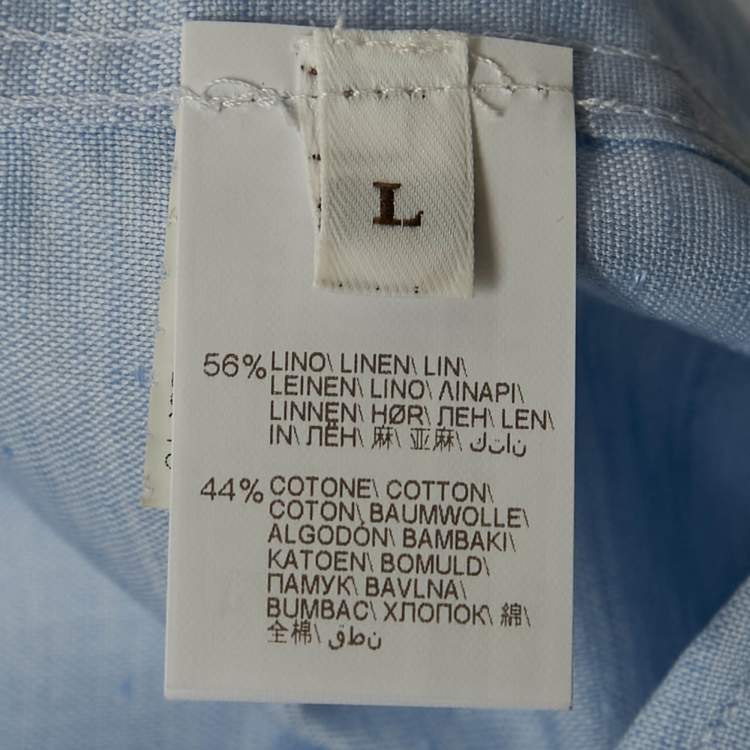 L
56% LINO\ LINEN\ LIN\
LEINEN\ LINO\ ΛΙΝΑΡΙ\
LINNEN\ HØR\ ЛЕН\ LEN\
IN\ ЛЁН\ 麻\ 亚麻\ كتان\
44% COTONE\ COTTON\
COTON\ BAUMWOLLE\
ALGODÓN\ BAMBAKI\
KATOEN\ BOMULD\
ПАМУК\ BAVLNA\
BUMBAC\ ХЛОПОК\ 綿\
全棉\ قطن\